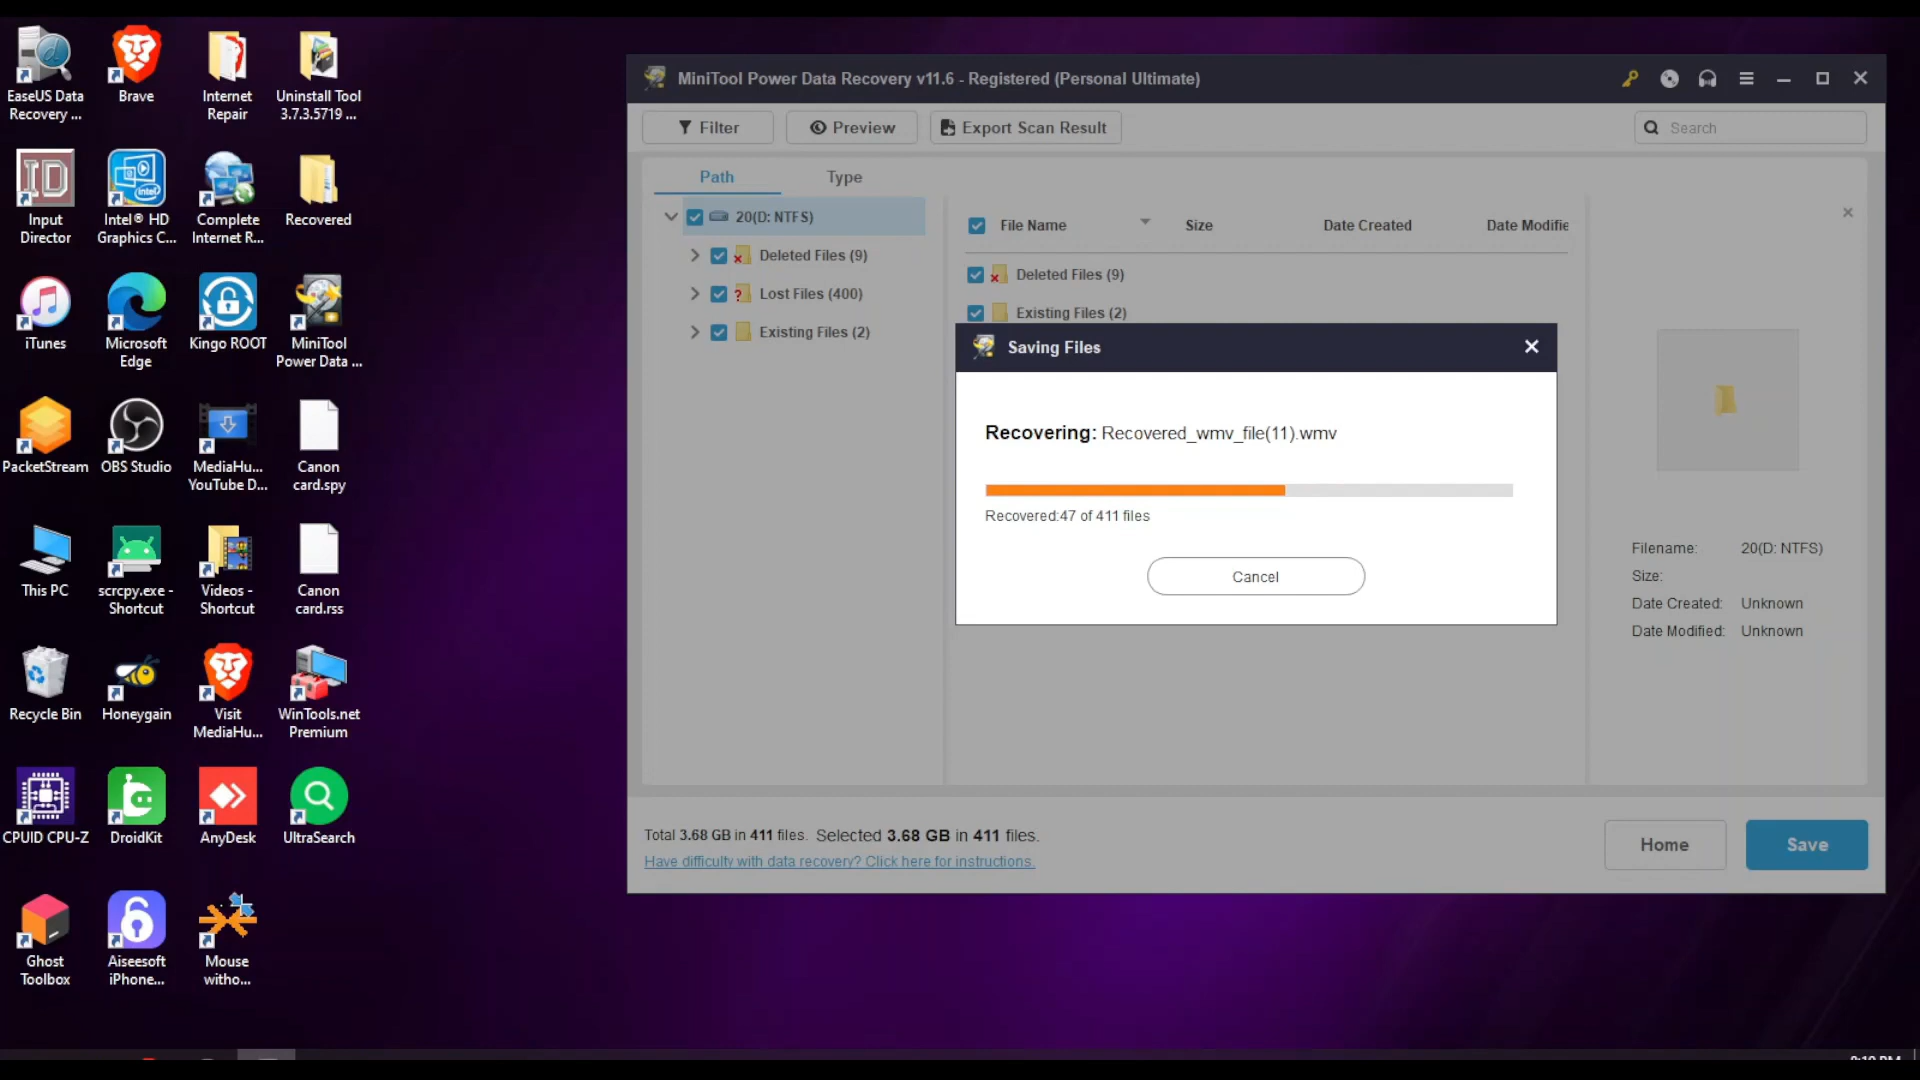 EaseUS Data
Recovery ...
Brave
Internet
Repair
Uninstall Tool
3.7.3.5719 ...
ID
Input
Director
intel
Intel® HD
Graphics C...
Complete
Internet R...
Recovered
iTunes
Microsoft
Edge
Kingo ROOT
MiniTool
Power Data ...
PacketStream
OBS Studio
MediaHu...
YouTube D...
Canon
card.spy
This PC
scrcpy.exe -
Shortcut
Videos -
Shortcut
Canon
card.rss
Recycle Bin
Honeygain
Visit
MediaHu...
WinTools.net
Premium
CPUID CPU-Z
DroidKit
AnyDesk
UltraSearch
Ghost
Toolbox
Aiseesoft
iPhone...
Mouse
witho...
MiniTool Power Data Recovery v11.6 - Registered (Personal Ultimate)
Filter
Preview
Export Scan Result
Search
Path
Type
20(D: NTFS)
Deleted Files (9)
Lost Files (400)
Existing Files (2)
File Name
Size
Date Created
Date Modifie
Deleted Files (9)
Existing Files (2)
Saving Files
Recovering: Recovered_wmv_file(11).wmv
Recovered:47 of 411 files
Cancel
Filename: 20(D: NTFS)
Size:
Date Created: Unknown
Date Modified: Unknown
Total 3.68 GB in 411 files. Selected 3.68 GB in 411 files.
Have difficulty with data recovery? Click here for instructions.
Home
Save